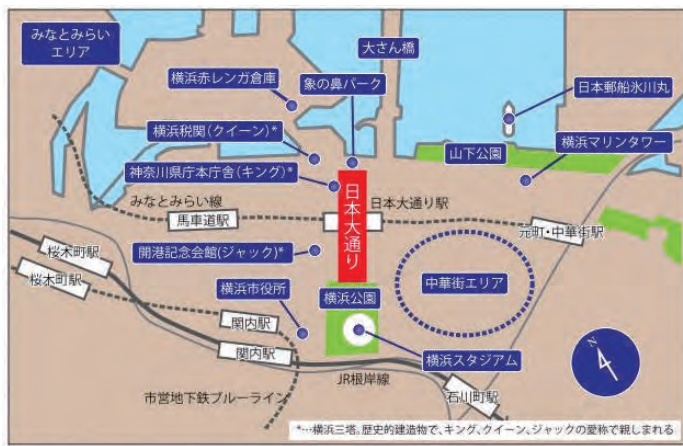 みなとみらい
エリア
大さん橋
横浜赤レンガ倉庫
象の鼻パーク
日本郵船氷川丸
横浜税関(クイーン)*
山下公園
横浜マリンタワー
神奈川県庁本庁舎(キング)*
みなとみらい線
馬車道駅
日本大通り
日本大通り駅
元町・中華街駅
桜木町駅
開港記念会館(ジャック)*
中華街エリア
桜木町駅
横浜市役所
横浜公園
関内駅
関内駅
横浜スタジアム
JR根岸線
市営地下鉄ブルーライン
石川町駅
N
*…横浜三塔。歴史的建造物で、キング、クイーン、ジャックの愛称で親しまれる